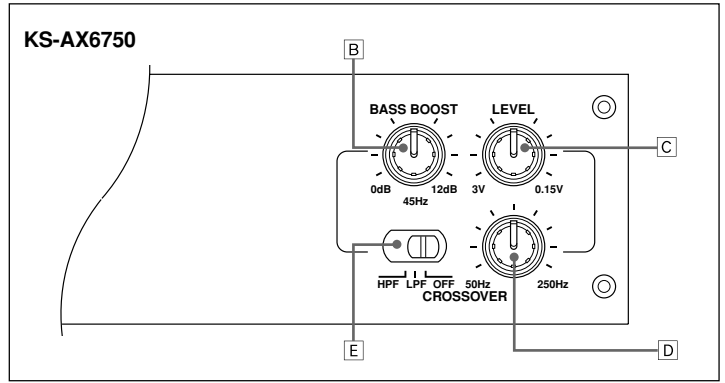 KS-AX6750
B
BASS BOOST LEVEL
C
0dB 12dB 3V 0.15V
45Hz
HPF LPF OFF 50Hz 250Hz
CROSSOVER
E D